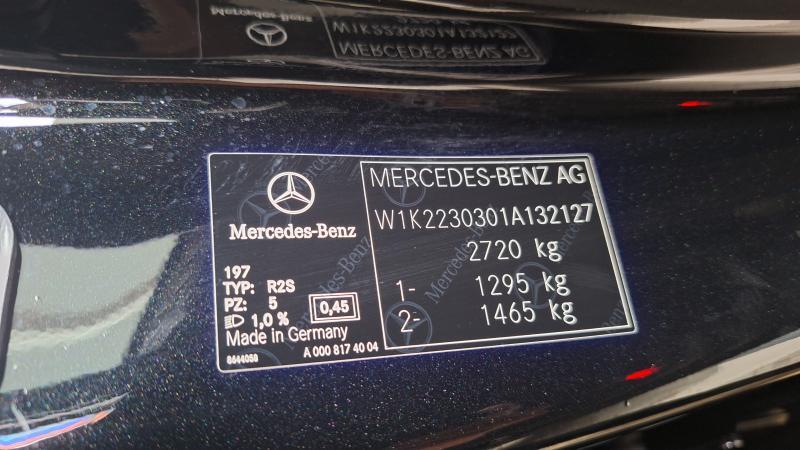 Mercedes-Benz
197
TYP: R2S
PZ: 5
1,0 %
0,45
Made in Germany
8644058
A 000 817 40 04
MERCEDES-BENZ AG
W1K2230301A132127
2720 kg
1- 1295 kg
2- 1465 kg